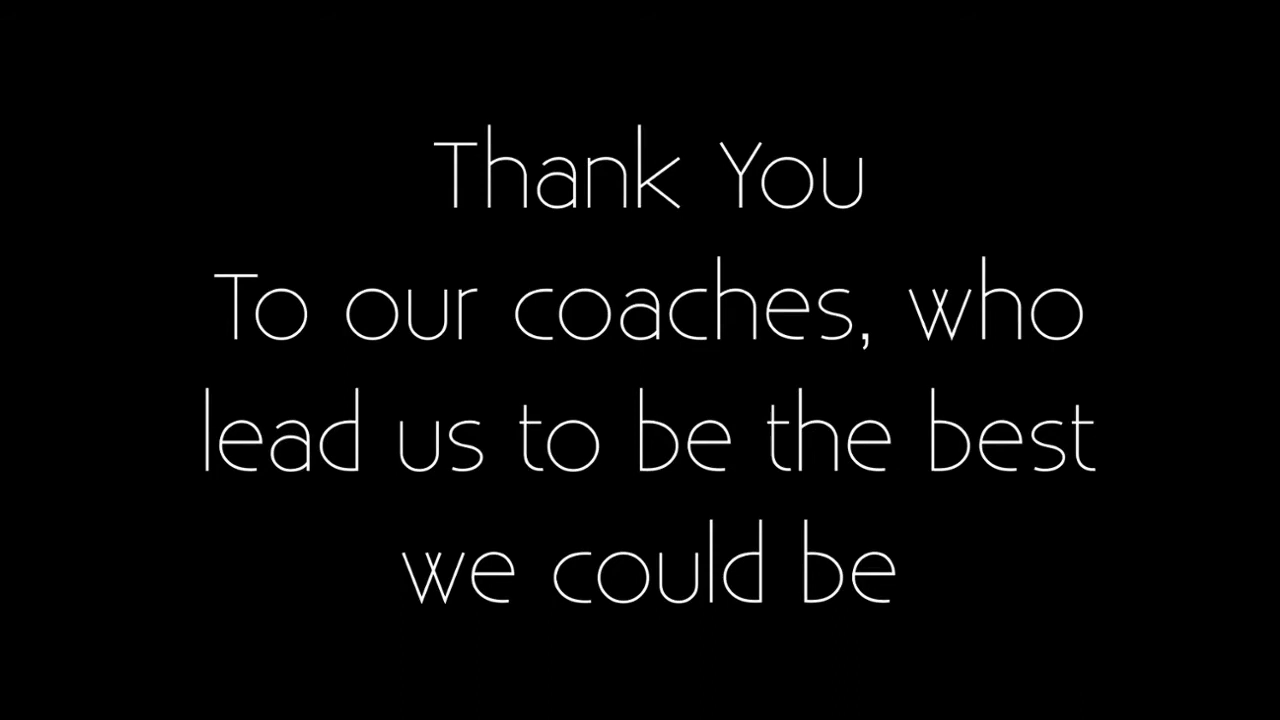 Thank You
To our coaches, who
lead us to be the best
we could be